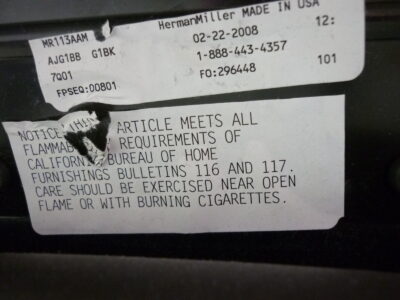 HermanMiller MADE IN USA
MR113AAM 02-22-2008 12:
AJG1BB G1BK 1-888-443-4357
7Q01 FO:296448 101
FPSEQ:00801
NOTICE ARTICLE MEETS ALL
REQUIREMENTS OF
BUREAU OF HOME
FURNISHINGS BULLETINS 116 AND 117.
CARE SHOULD BE EXERCISED NEAR OPEN
FLAME OR WITH BURNING CIGARETTES.